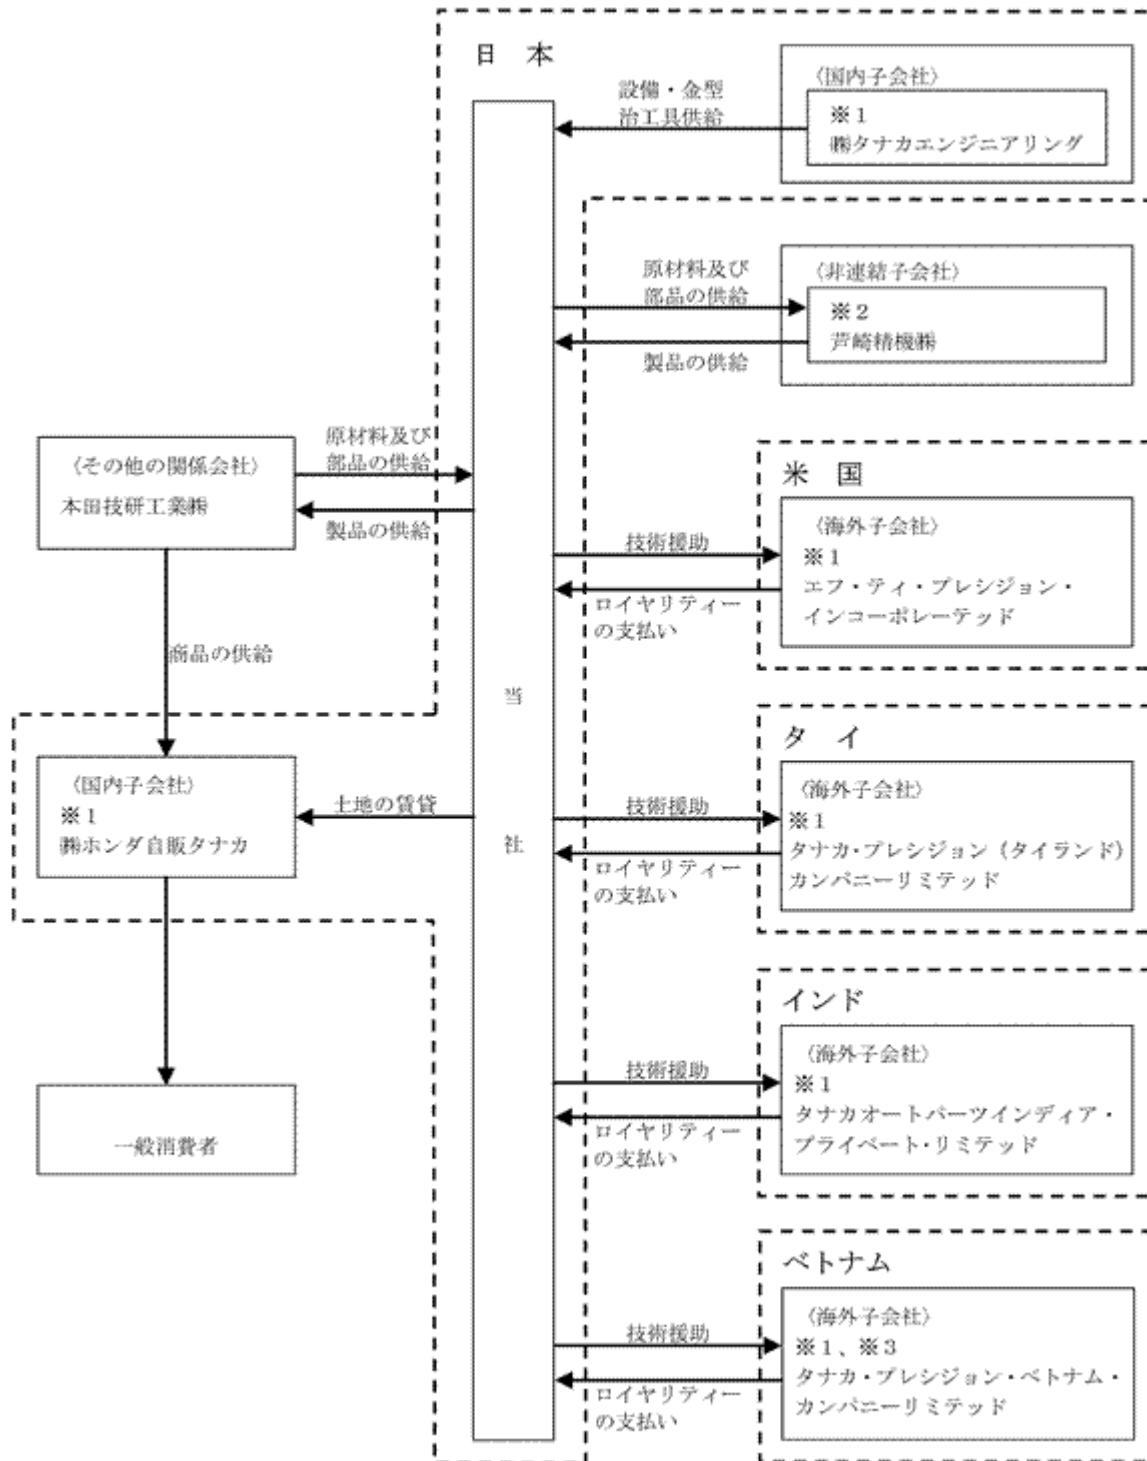 日 本
設備・金型
治工具供給
〈国内子会社〉
※1
㈱タナカエンジニアリング
原材料及び
部品の供給
製品の供給
〈非連結子会社〉
※2
芦崎精機㈱
〈その他の関係会社〉
本田技研工業㈱
原材料及び
部品の供給
製品の供給
米 国
技術援助
ロイヤリティー
の支払い
〈海外子会社〉
※1
エフ・ティ・プレシジョン・
インコーポレーテッド
商品の供給
当
社
タ イ
技術援助
ロイヤリティー
の支払い
〈海外子会社〉
※1
タナカ・プレシジョン（タイランド）
カンパニーリミテッド
〈国内子会社〉
※1
㈱ホンダ自販タナカ
土地の賃貸
インド
技術援助
ロイヤリティー
の支払い
〈海外子会社〉
※1
タナカオートパーツインディア・
プライベート・リミテッド
一般消費者
ベトナム
技術援助
ロイヤリティー
の支払い
〈海外子会社〉
※1、※3
タナカ・プレシジョン・ベトナム・
カンパニーリミテッド